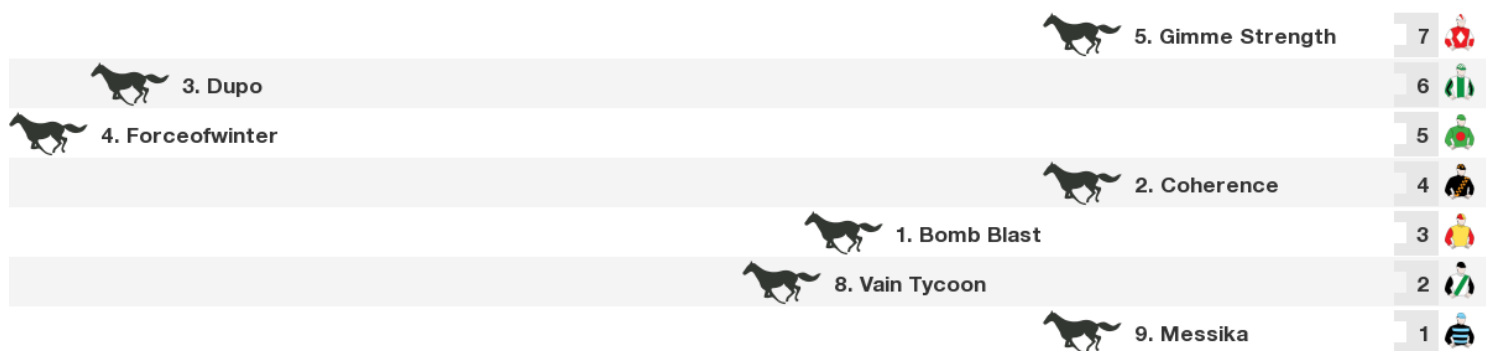 5. Gimme Strength 7
3. Dupo 6
4. Forceofwinter 5
2. Coherence 4
1. Bomb Blast 3
8. Vain Tycoon 2
9. Messika 1